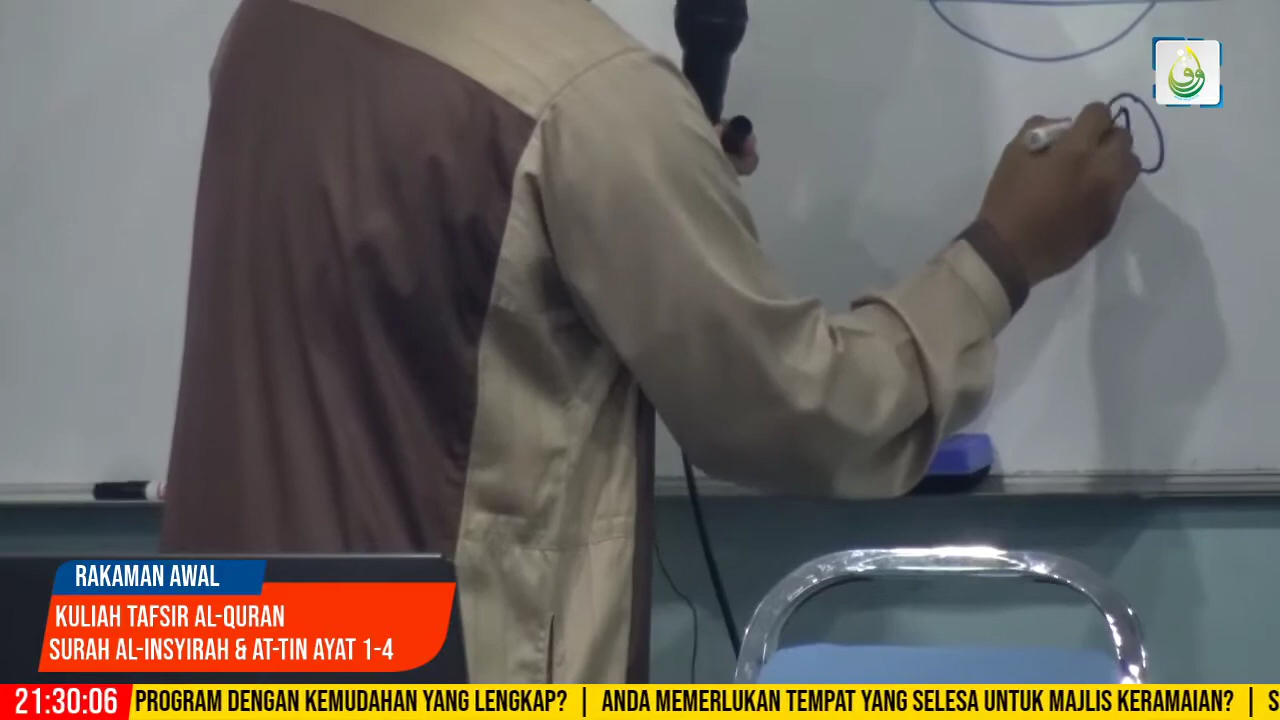 RAKAMAN AWAL
KULIAH TAFSIR AL-QURAN
SURAH AL-INSYIRAH & AT-TIN AYAT 1-4
21:30:06 PROGRAM DENGAN KEMUDAHAN YANG LENGKAP? | ANDA MEMERLUKAN TEMPAT YANG SELESA UNTUK MAJLIS KERAMAIAN? | S